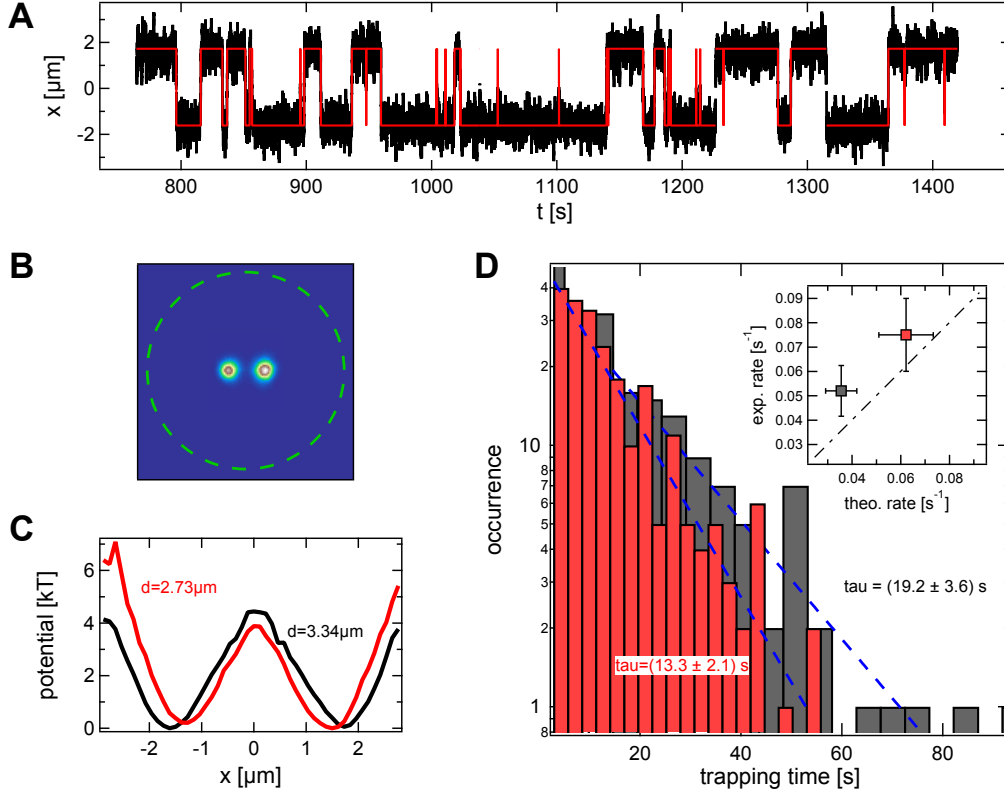 A
x [µm]
2
0
-2
800
900
1000
1100
1200
1300
1400
t [s]
B
C
potential [kT]
6
4
2
0
d=2.73µm
d=3.34µm
-2
-1
0
1
2
x [µm]
D
occurrence
4
3
2
10
8
7
6
5
4
3
2
1
8
tau = (19.2 ± 3.6) s
tau=(13.3 ± 2.1) s
20
40
60
80
trapping time [s]
exp. rate [s⁻¹]
0.09
0.08
0.07
0.06
0.05
0.04
0.03
0.04
0.06
0.08
theo. rate [s⁻¹]